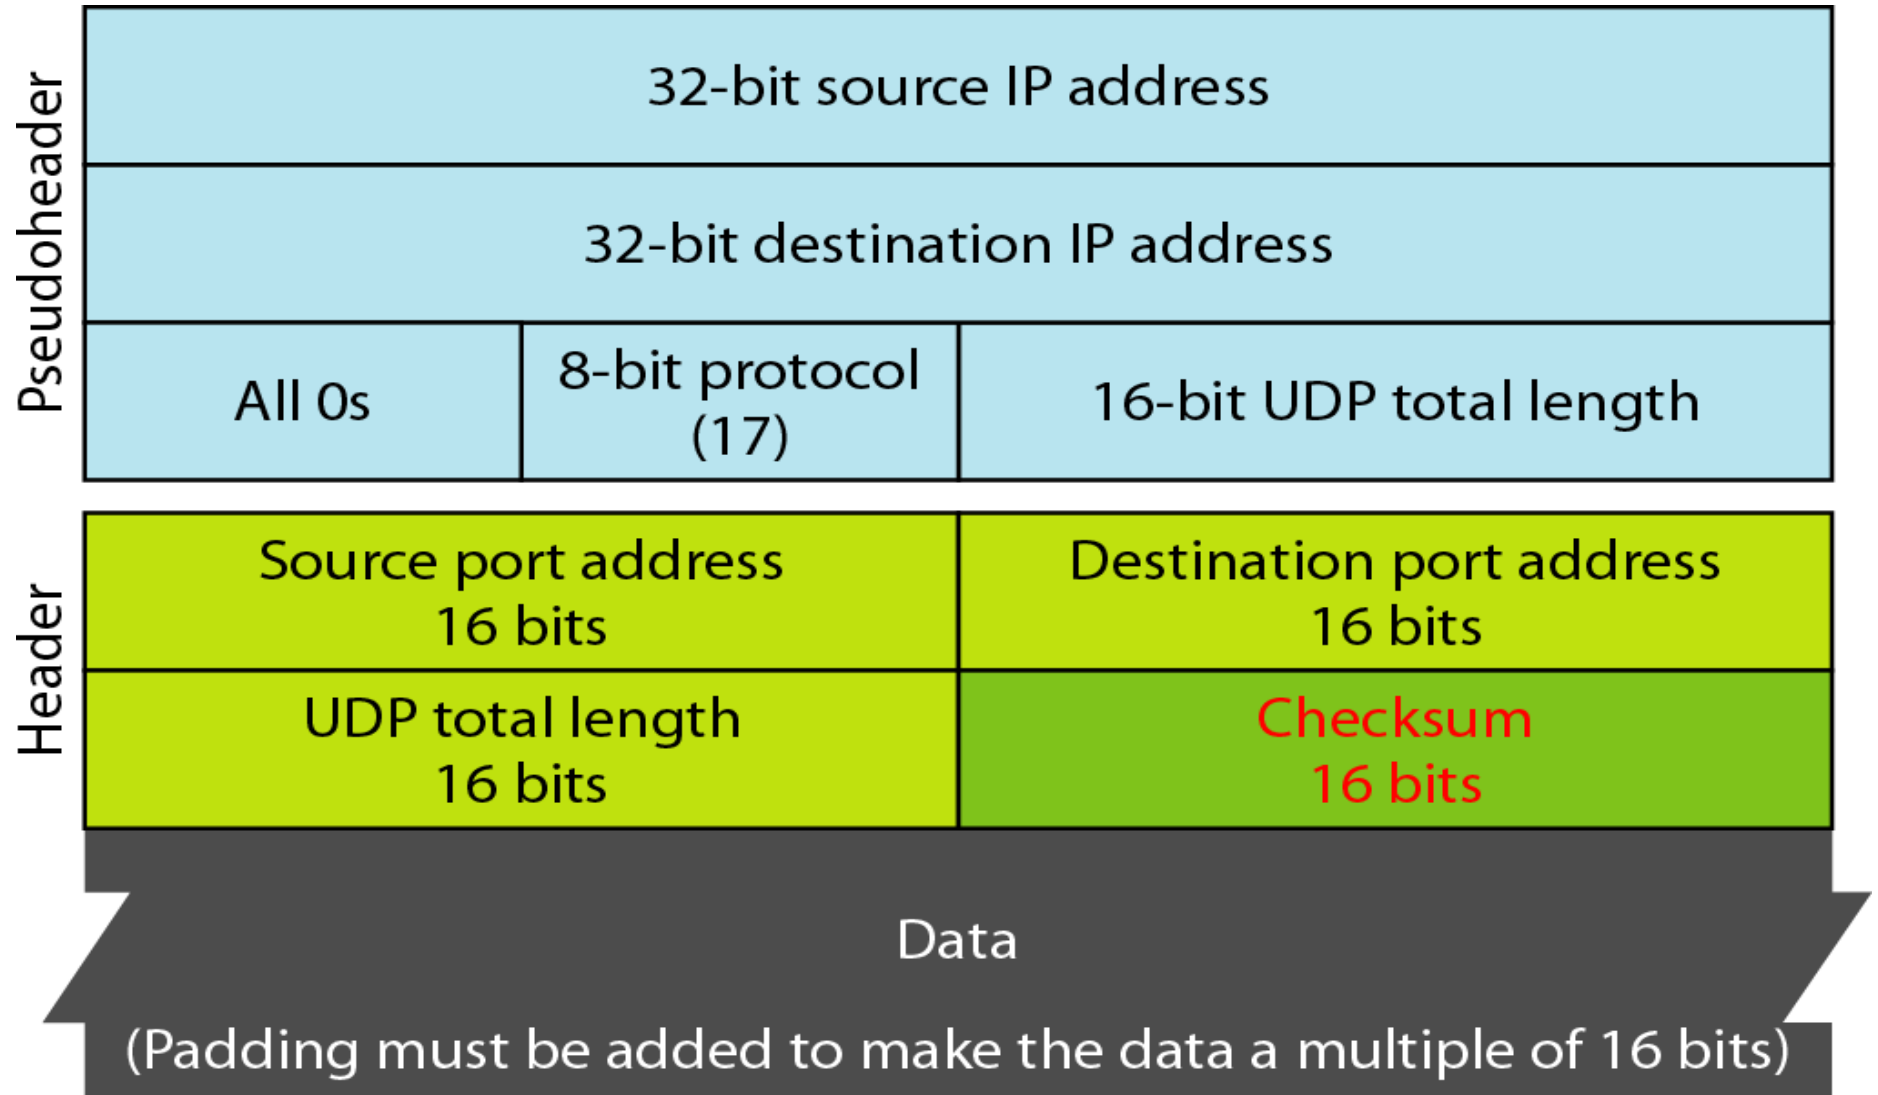 Pseudoheader
32-bit source IP address
32-bit destination IP address
All 0s
8-bit protocol
(17)
16-bit UDP total length
Header
Source port address
16 bits
Destination port address
16 bits
UDP total length
16 bits
Checksum
16 bits
Data
(Padding must be added to make the data a multiple of 16 bits)